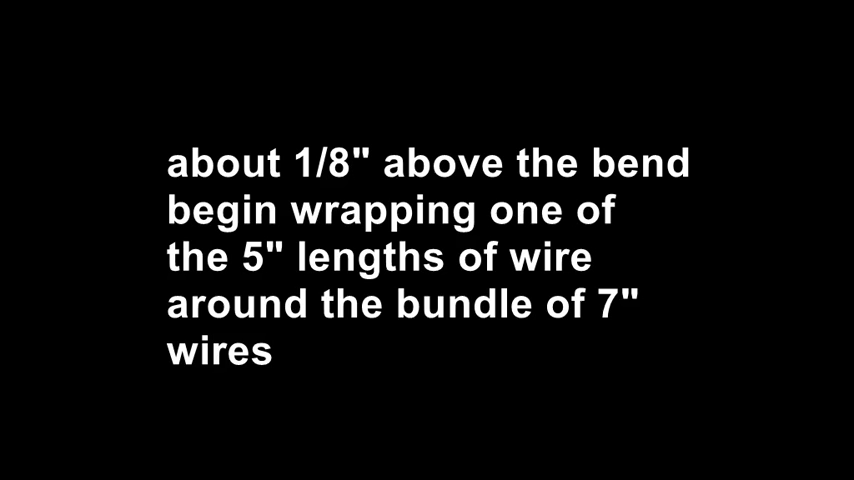 about 1/8" above the bend
begin wrapping one of
the 5" lengths of wire
around the bundle of 7"
wires